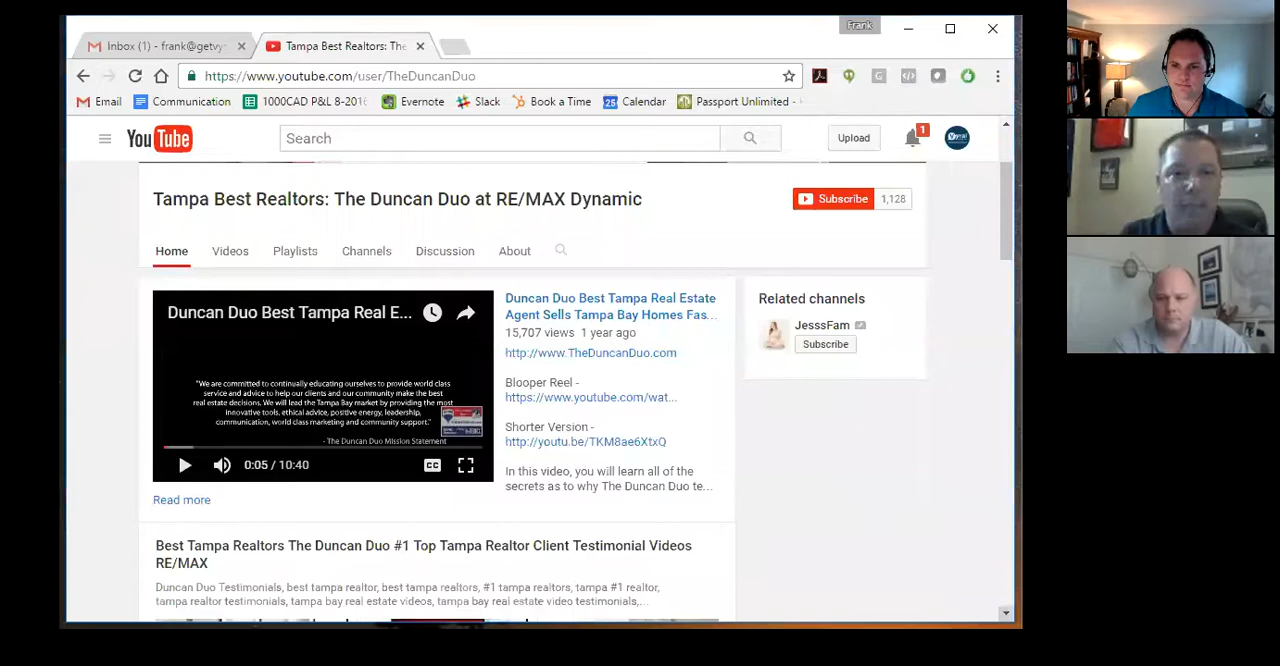 Frank
Inbox (1) - frank@getvy
Tampa Best Realtors: The
https://www.youtube.com/user/TheDuncanDuo
Email
Communication
1000CAD P&L 8-2016
Evernote
Slack
Book a Time
25
Calendar
Passport Unlimited -
YouTube
Search
Upload
1
Vyral
Tampa Best Realtors: The Duncan Duo at RE/MAX Dynamic
Subscribe
1,128
Home
Videos
Playlists
Channels
Discussion
About
Duncan Duo Best Tampa Real E...
"We are committed to continually educating ourselves to provide world class
service and advice to help our clients and our community make the best
real estate decisions. We will lead the Tampa Bay market by providing the most
innovative tools, ethical advice, positive energy, leadership,
communication, world class marketing and community support."
- The Duncan Duo Mission Statement
0:05 / 10:40
CC
Read more
Duncan Duo Best Tampa Real Estate
Agent Sells Tampa Bay Homes Fas...
15,707 views 1 year ago
http://www.TheDuncanDuo.com
Blooper Reel -
https://www.youtube.com/wat...
Shorter Version -
http://youtu.be/TKM8ae6XtxQ
In this video, you will learn all of the
secrets as to why The Duncan Duo te...
Related channels
JesssFam
Subscribe
Best Tampa Realtors The Duncan Duo #1 Top Tampa Realtor Client Testimonial Videos
RE/MAX
Duncan Duo Testimonials, best tampa realtor, best tampa realtors, #1 tampa realtors, tampa #1 realtor,
tampa realtor testimonials, tampa bay real estate videos, tampa bay real estate video testimonials,...